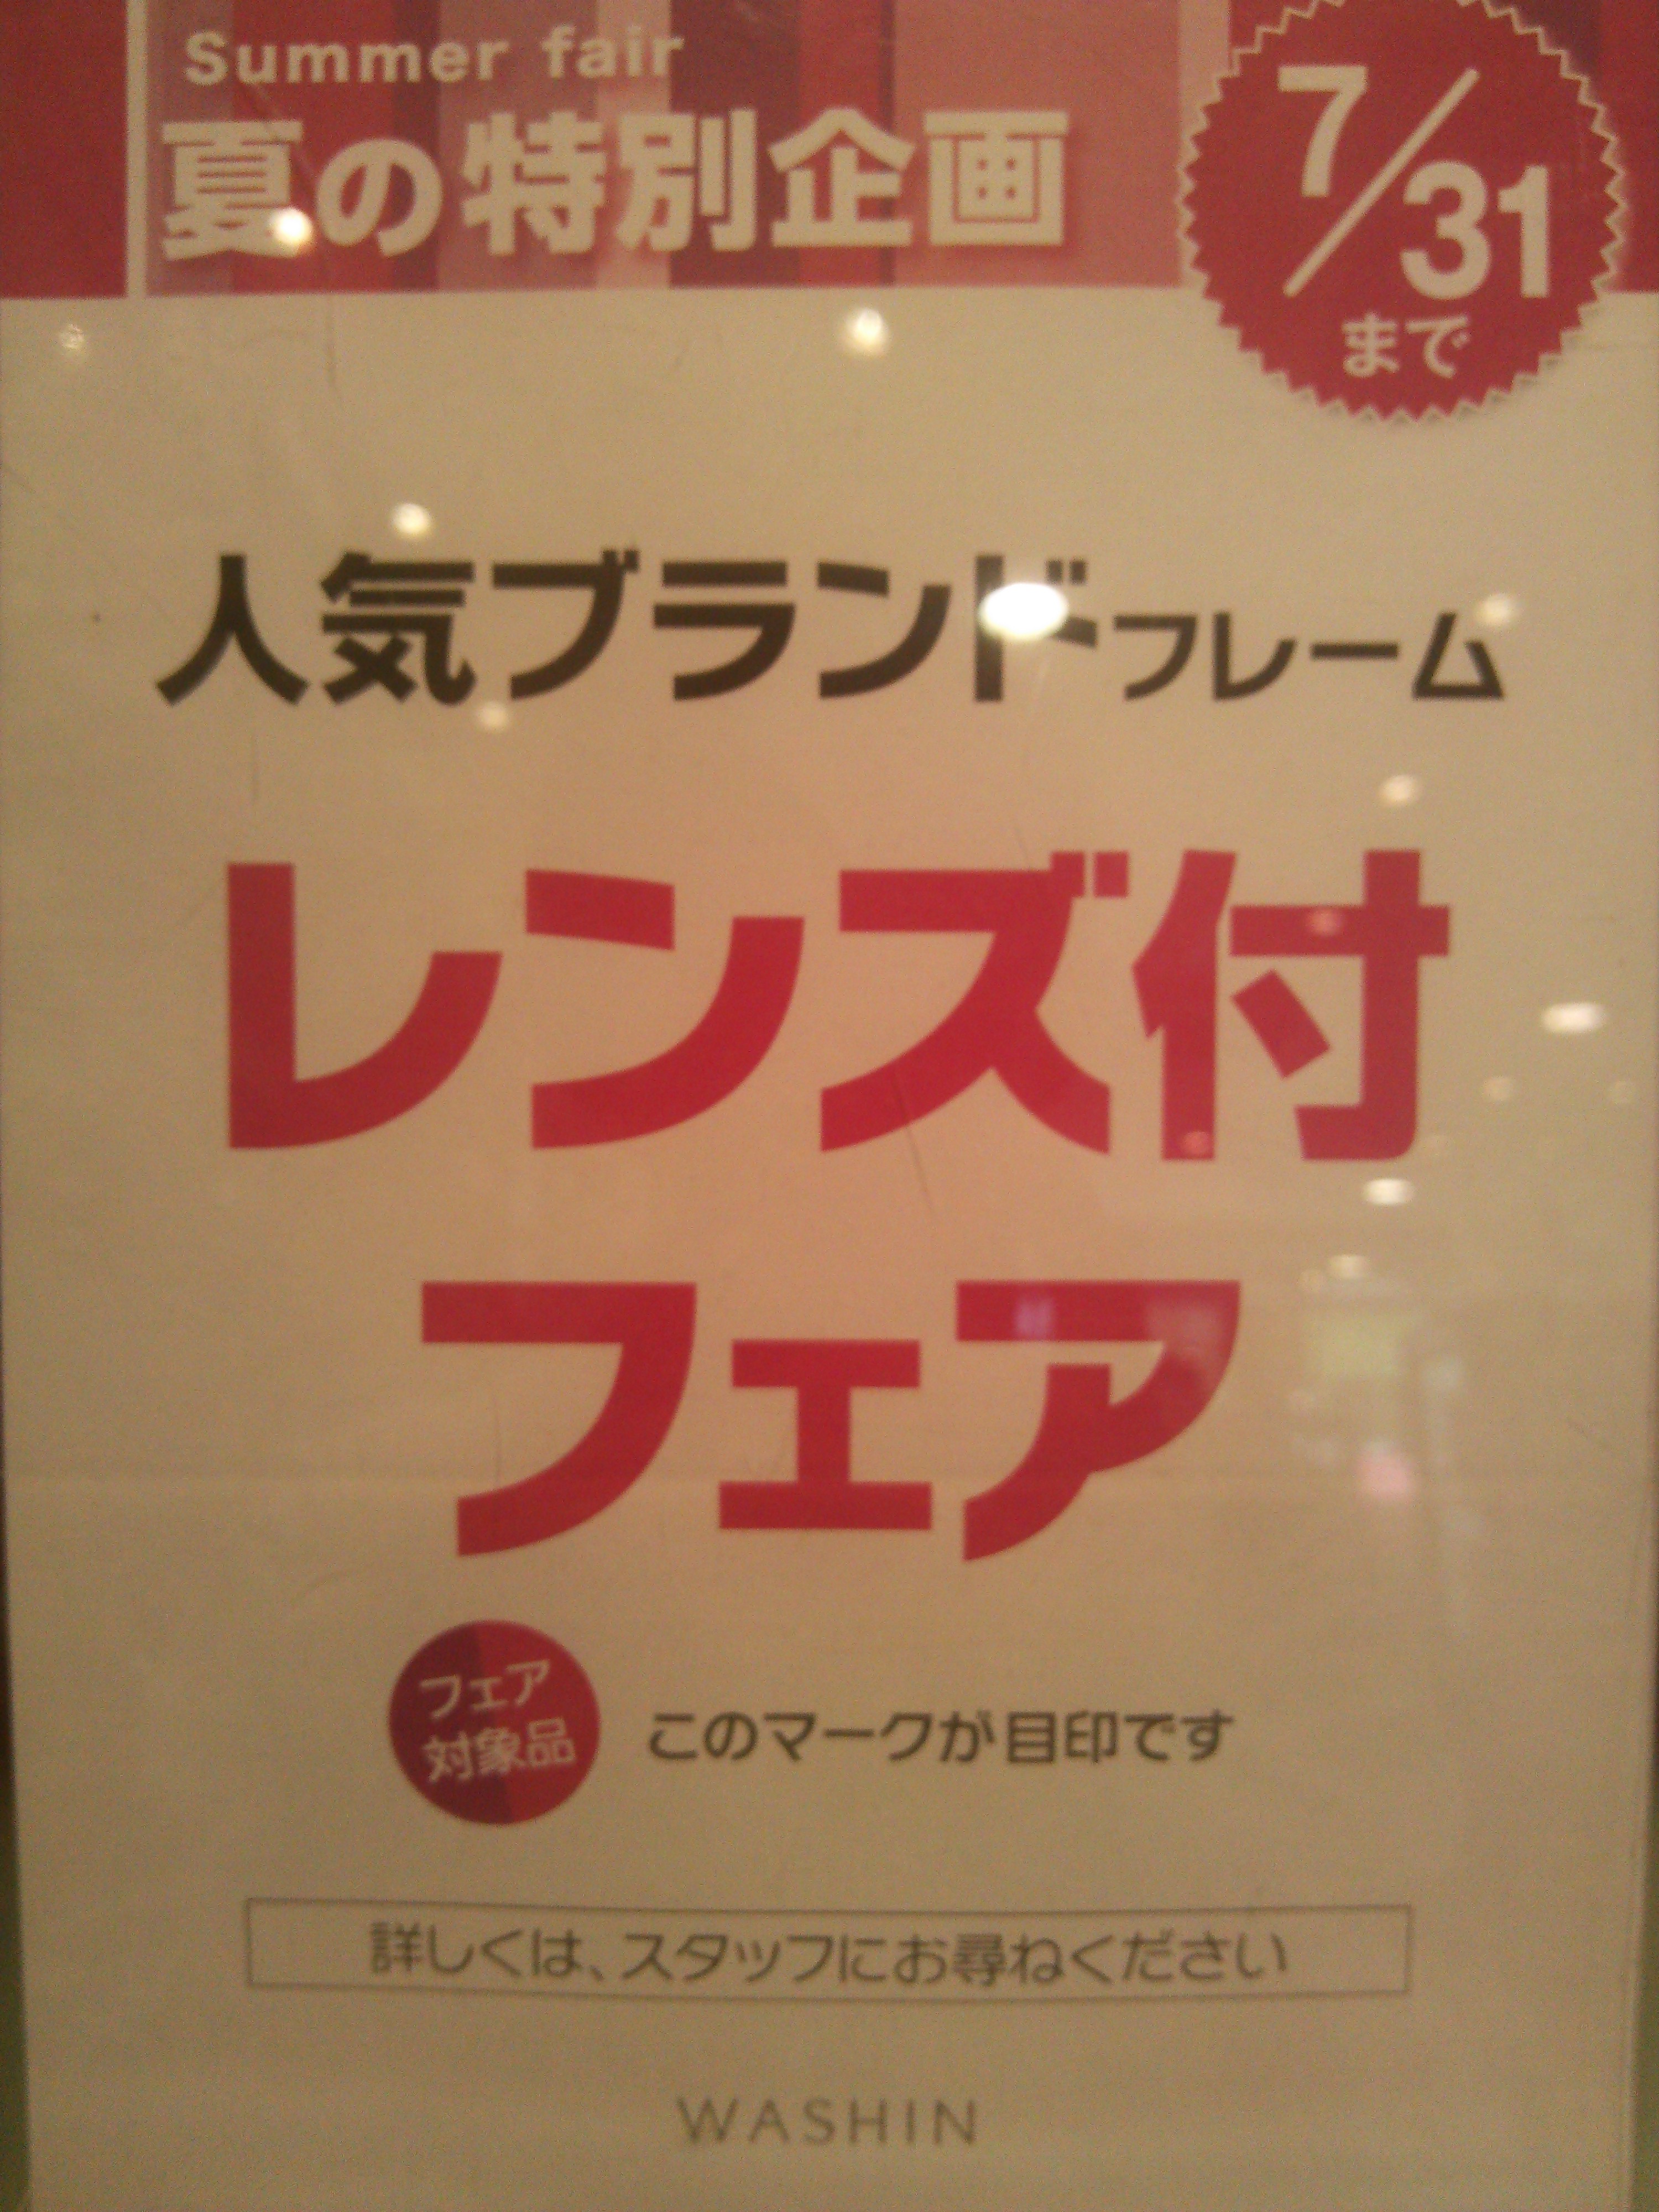 Summer fair
夏の特別企画
7/31
まで
人気ブランドフレーム
レンズ付
フェア
フェア
対象品
このマークが目印です
詳しくは、スタッフにお尋ねください
WASHIN